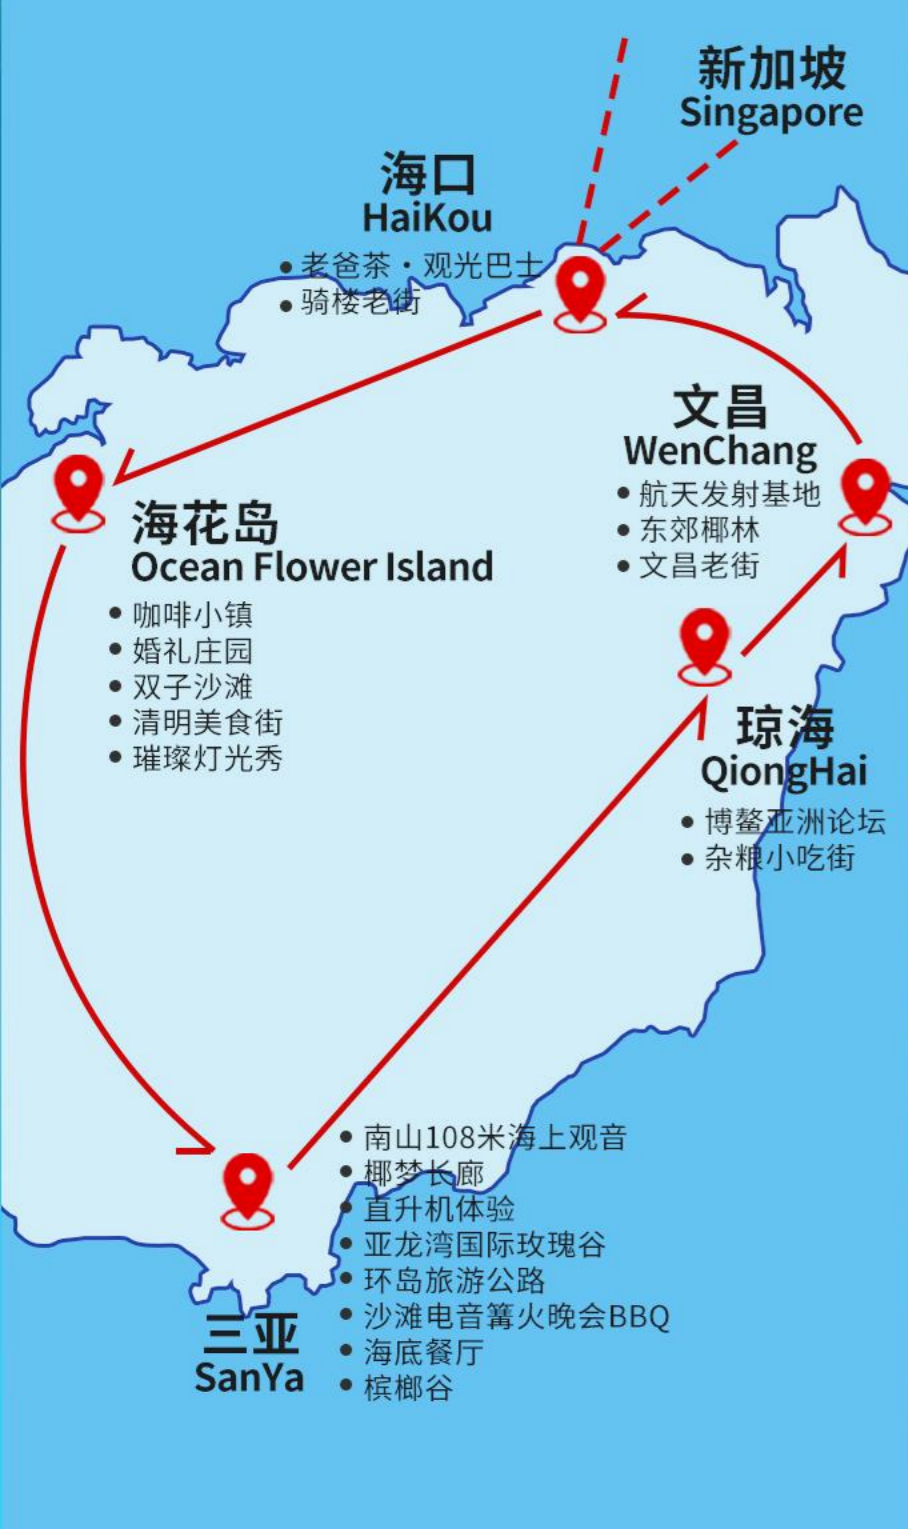 新加坡
Singapore
海口
HaiKou
• 老爸茶·观光巴士
• 骑楼老街
文昌
WenChang
• 航天发射基地
• 东郊椰林
• 文昌老街
海花岛
Ocean Flower Island
• 咖啡小镇
• 婚礼庄园
• 双子沙滩
• 清明美食街
• 璀璨灯光秀
琼海
QiongHai
• 博鳌亚洲论坛
• 杂粮小吃街
• 南山108米海上观音
• 椰梦长廊
• 直升机体验
• 亚龙湾国际玫瑰谷
• 环岛旅游公路
• 沙滩电音篝火晚会BBQ
• 海底餐厅
• 槟榔谷
三亚
SanYa